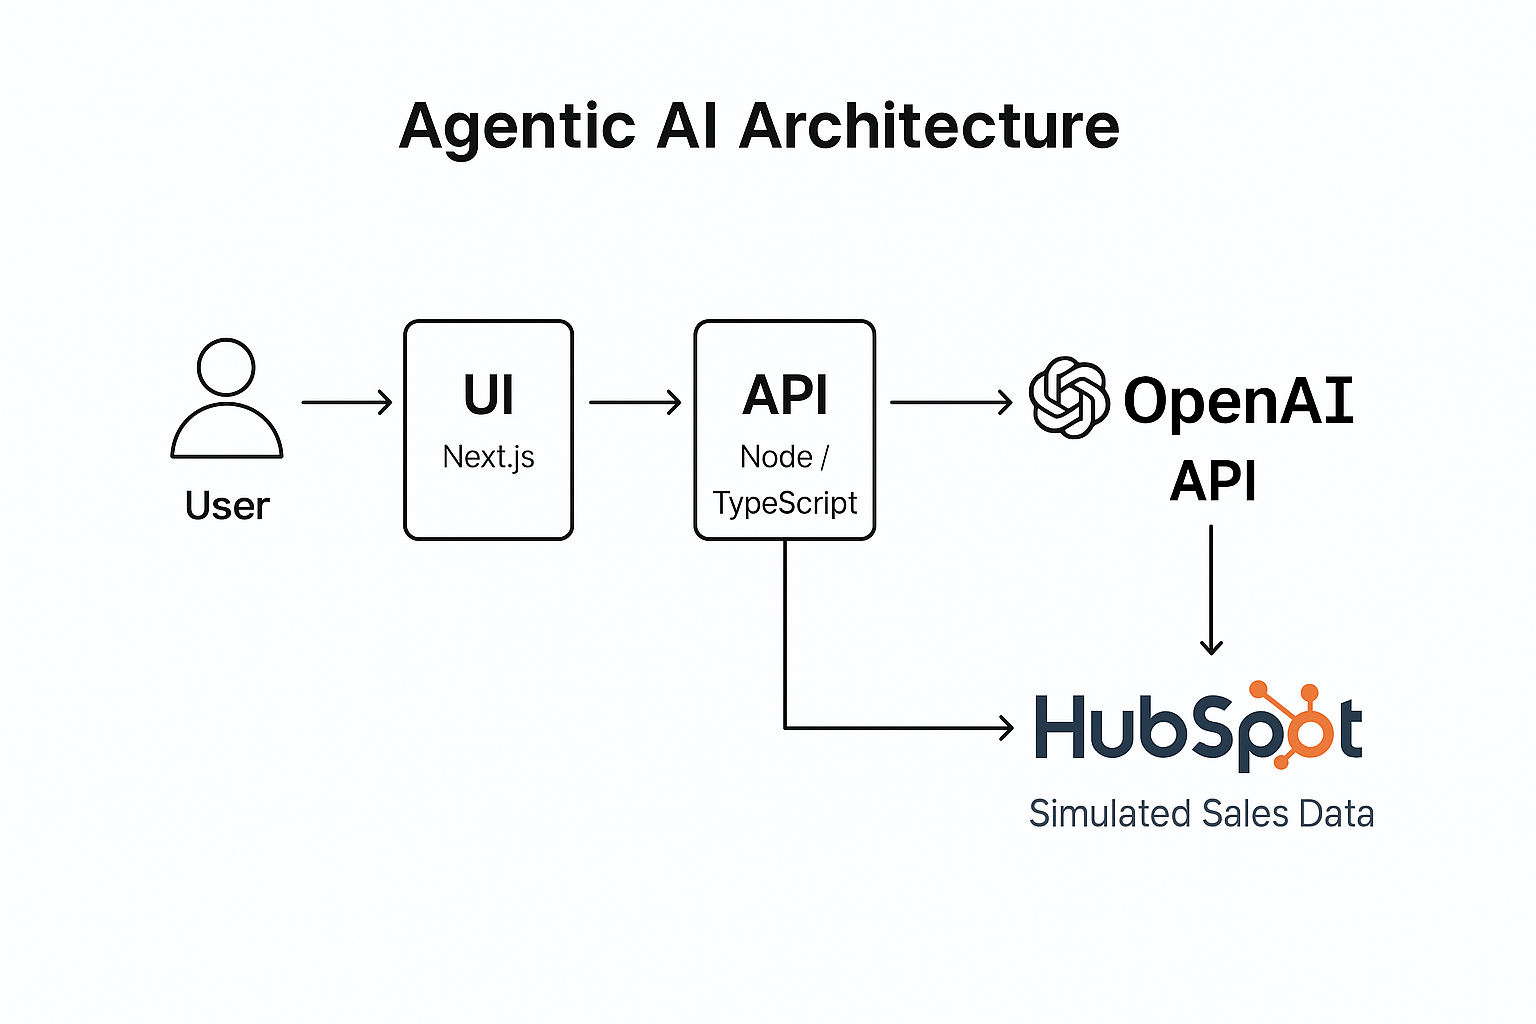 Agentic AI Architecture
User
UI
Next.js
API
Node /
TypeScript
OpenAI
API
HubSpot
Simulated Sales Data